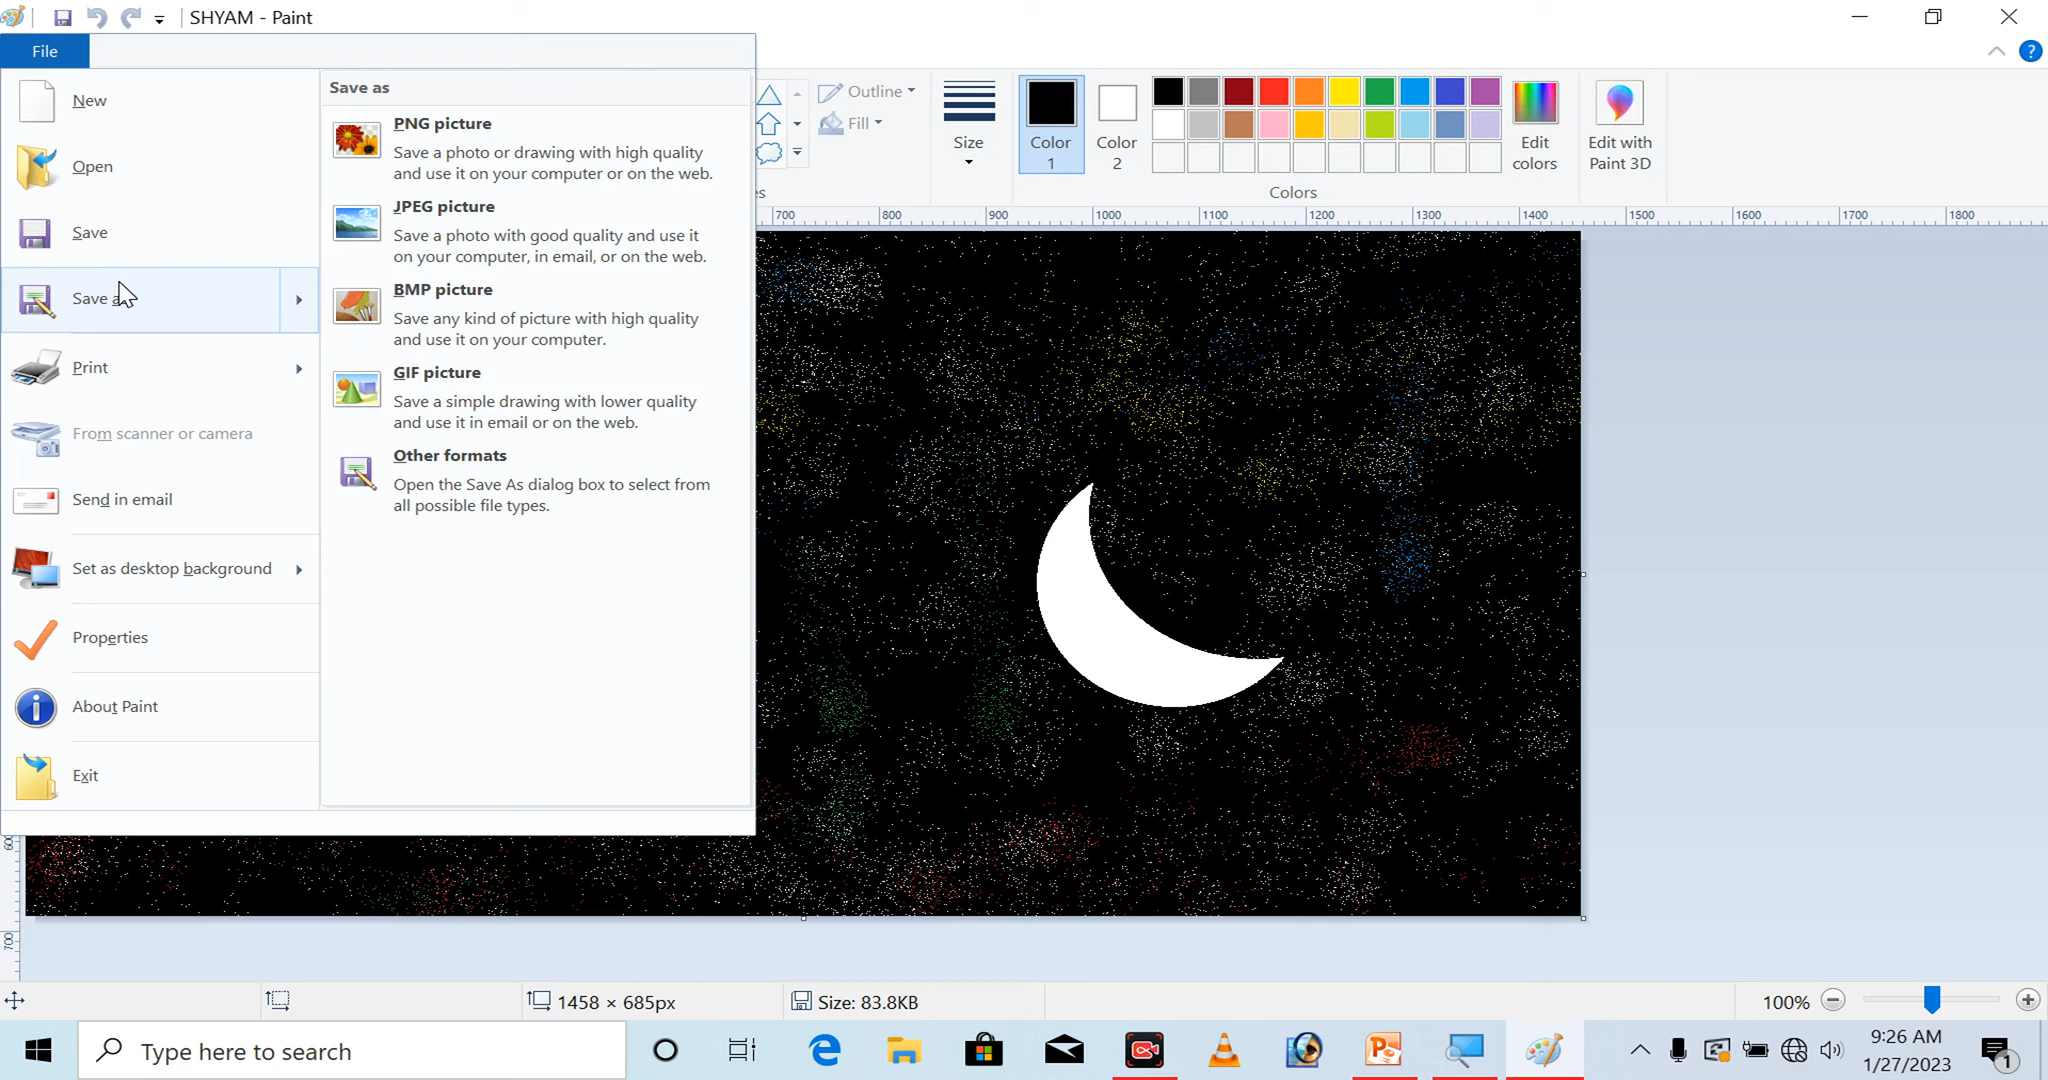 SHYAM - Paint
File
?
New
Open
Save
Save a
Print
From scanner or camera
Send in email
Set as desktop background
Properties
About Paint
Exit
Save as
PNG picture
Save a photo or drawing with high quality
and use it on your computer or on the web.
JPEG picture
Save a photo with good quality and use it
on your computer, in email, or on the web.
BMP picture
Save any kind of picture with high quality
and use it on your computer.
GIF picture
Save a simple drawing with lower quality
and use it in email or on the web.
Other formats
Open the Save As dialog box to select from
all possible file types.
Outline
Fill
es
Size
Color
1
Color
2
Edit
colors
Edit with
Paint 3D
Colors
700 800 900 1000 1100 1200 1300 1400 1500 1600 1700 1800
600
700
1458 × 685px
Size: 83.8KB
100%
Type here to search
P
9:26 AM
1/27/2023
1